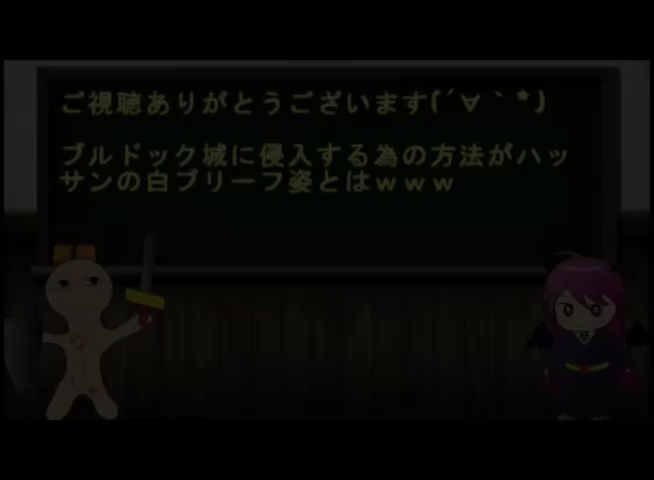 ご視聴ありがとうございます(´∀｀*)
ブルドック城に侵入する為の方法がハッ
サンの白ブリーフ姿とはｗｗｗ